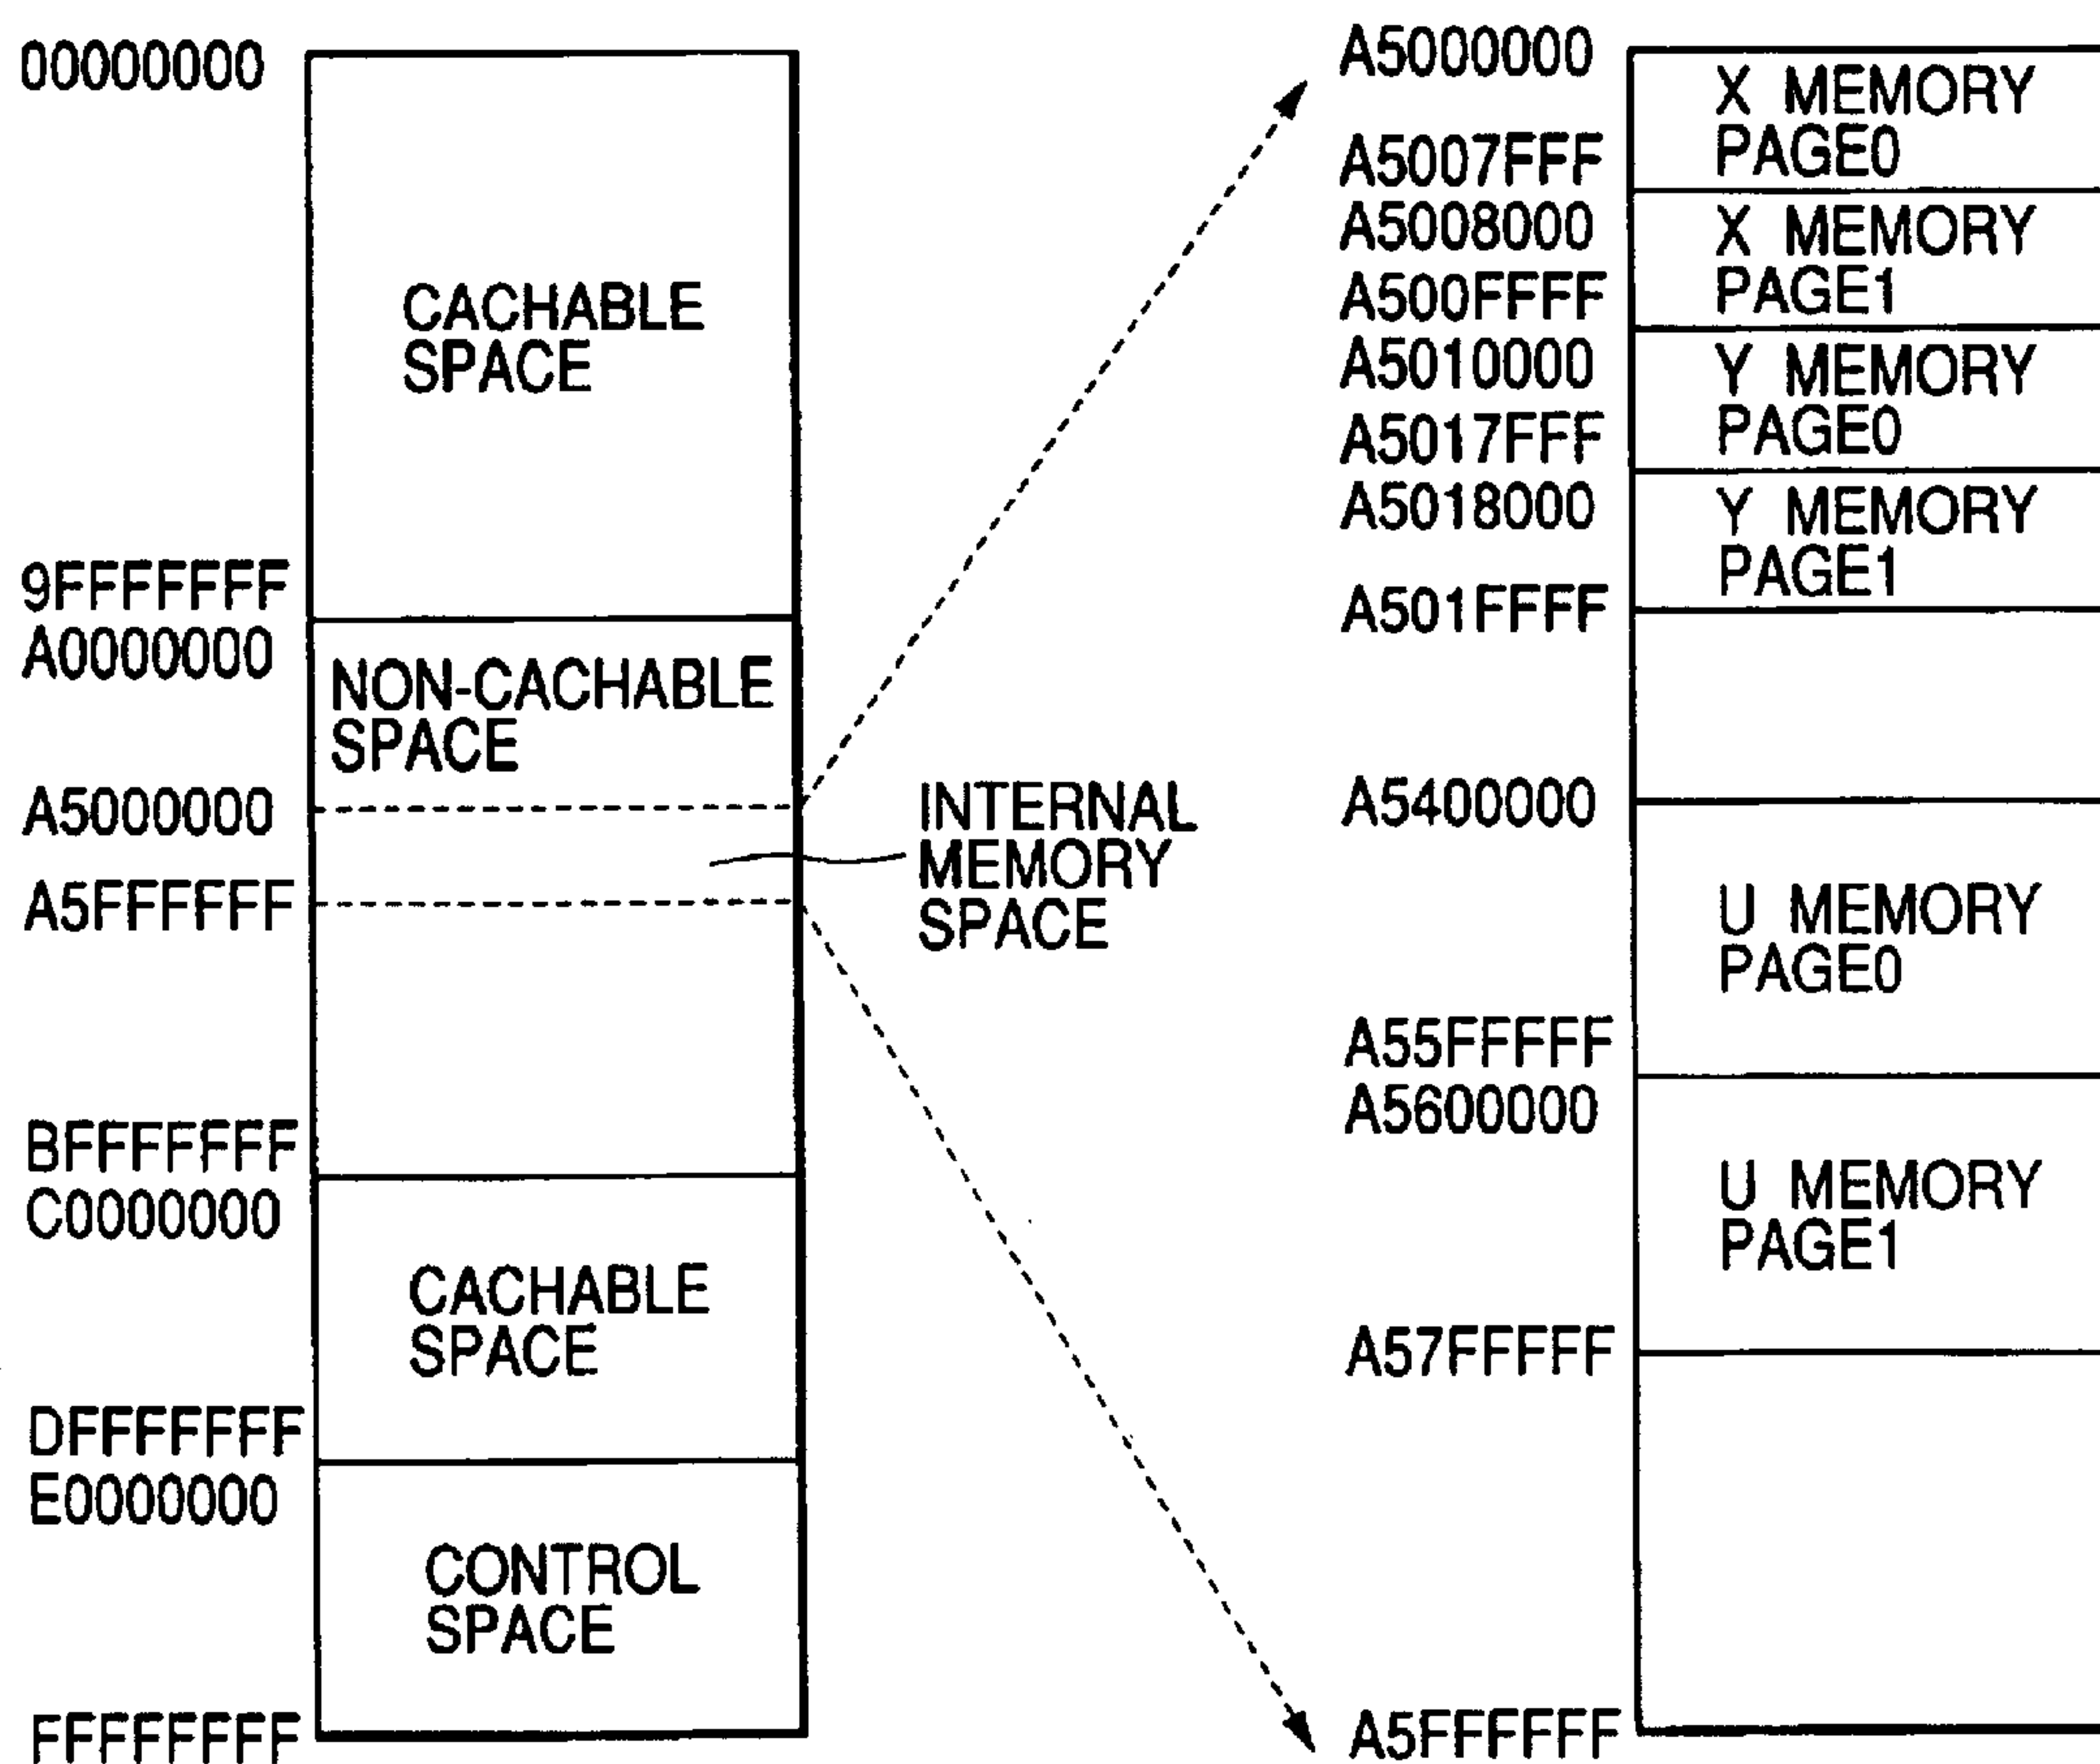 00000000
CACHABLE
SPACE
9FFFFFFF
A0000000
NON-CACHABLE
SPACE
A5000000
A5FFFFFF
INTERNAL
MEMORY
SPACE
BFFFFFFF
C0000000
CACHABLE
SPACE
DFFFFFFF
E0000000
CONTROL
SPACE
FFFFFFFF
A5000000
X MEMORY
PAGE0
A5007FFF
A5008000
X MEMORY
PAGE1
A500FFFF
A5010000
Y MEMORY
PAGE0
A5017FFF
A5018000
Y MEMORY
PAGE1
A501FFFF
A5400000
U MEMORY
PAGE0
A55FFFFF
A5600000
U MEMORY
PAGE1
A57FFFFF
A5FFFFFF